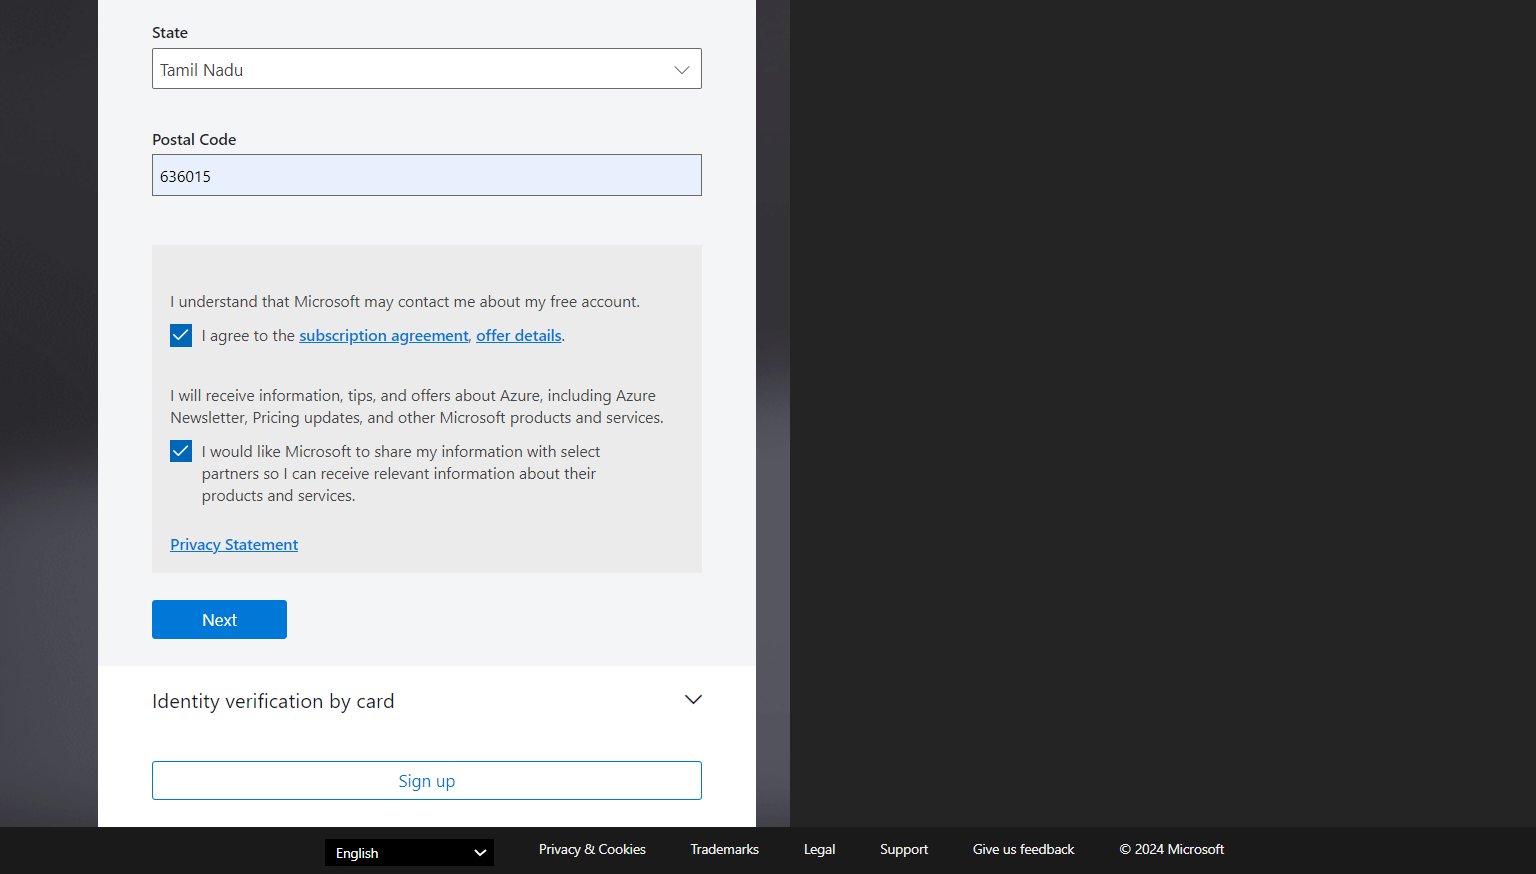 State
Tamil Nadu
Postal Code
636015
I understand that Microsoft may contact me about my free account.
I agree to the subscription agreement, offer details.
I will receive information, tips, and offers about Azure, including Azure
Newsletter, Pricing updates, and other Microsoft products and services.
I would like Microsoft to share my information with select
partners so I can receive relevant information about their
products and services.
Privacy Statement
Next
Identity verification by card
Sign up
English Privacy & Cookies Trademarks Legal Support Give us feedback © 2024 Microsoft